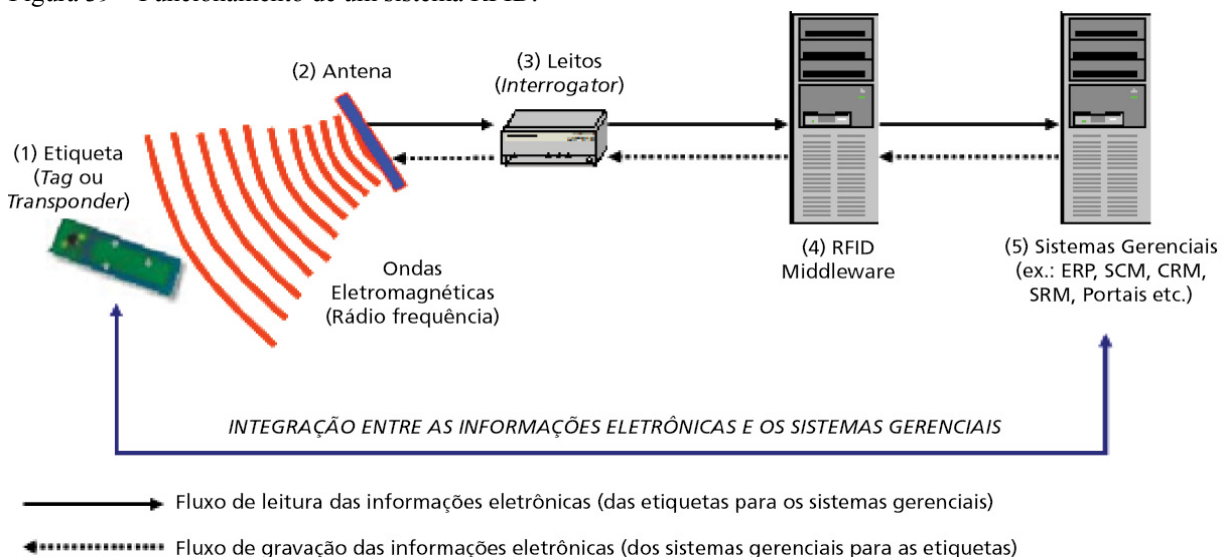 Figura 39 – Funcionamento de um sistema RFID.
(1) Etiqueta
(Tag ou
Transponder)
(2) Antena
(3) Leitos
(Interrogator)
Ondas
Eletromagnéticas
(Rádio frequência)
(4) RFID
Middleware
(5) Sistemas Gerenciais
(ex.: ERP, SCM, CRM,
SRM, Portais etc.)
INTEGRAÇÃO ENTRE AS INFORMAÇÕES ELETRÔNICAS E OS SISTEMAS GERENCIAIS
Fluxo de leitura das informações eletrônicas (das etiquetas para os sistemas gerenciais)
Fluxo de gravação das informações eletrônicas (dos sistemas gerenciais para as etiquetas)